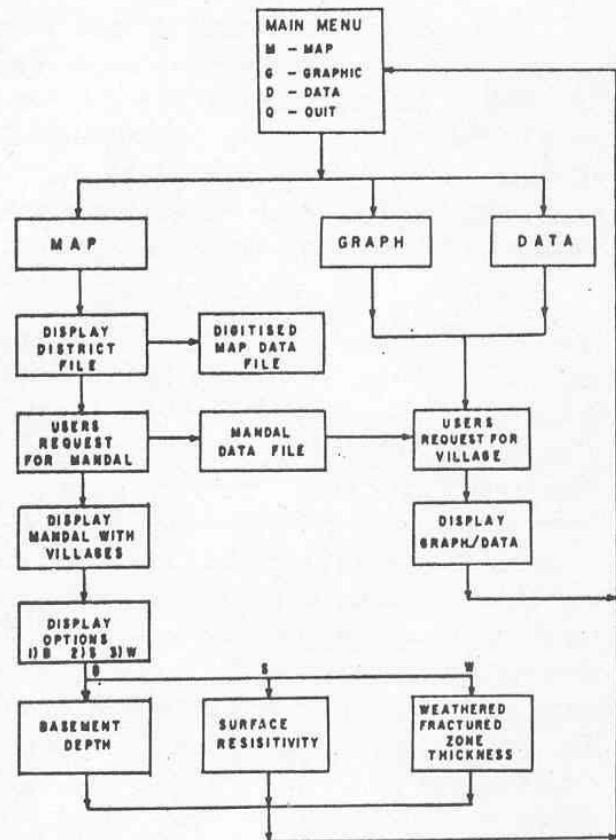 MAIN MENU
M – MAP
G – GRAPHIC
D – DATA
Q – QUIT
MAP
GRAPH
DATA
DISPLAY
DISTRICT
FILE
DIGITISED
MAP DATA
FILE
USERS
REQUEST
FOR MANDAL
MANDAL
DATA FILE
USERS
REQUEST FOR
VILLAGE
DISPLAY
MANDAL WITH
VILLAGES
DISPLAY
GRAPH/DATA
DISPLAY
OPTIONS
1)B 2)S 3)W
B
S
W
BASEMENT
DEPTH
SURFACE
RESISITIVITY
WEATHERED
FRACTURED
ZONE
THICKNESS